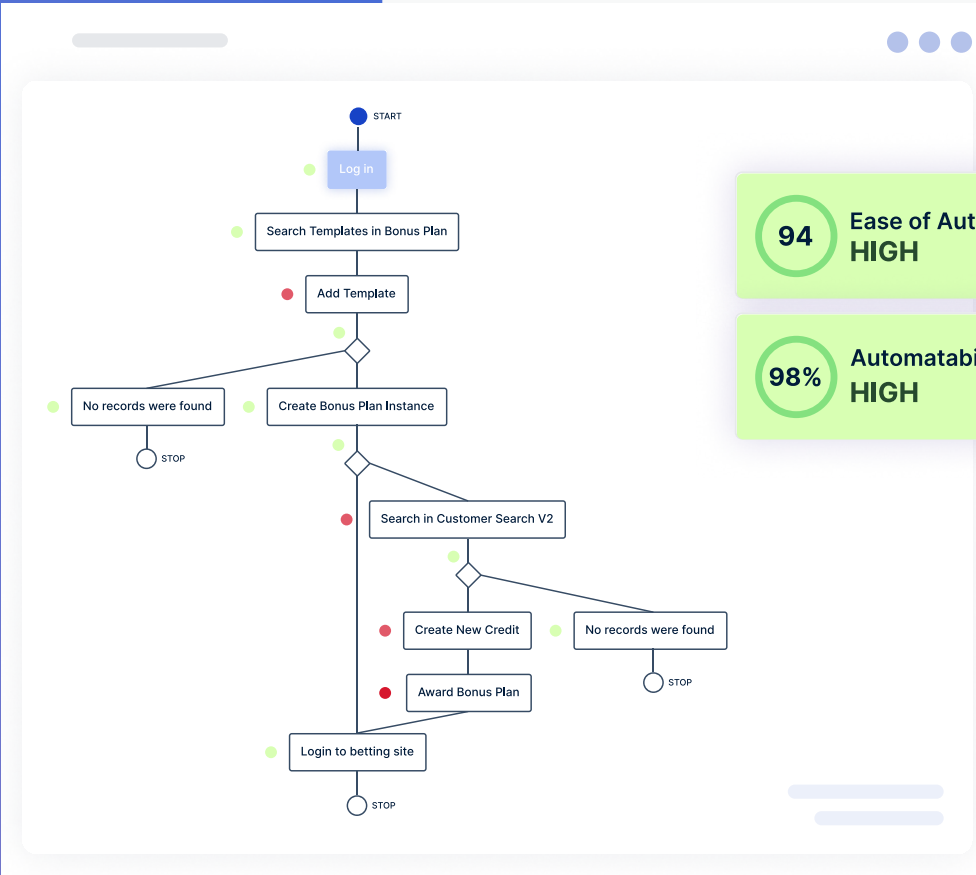 START
Log in
Search Templates in Bonus Plan
Add Template
No records were found
Create Bonus Plan Instance
STOP
Search in Customer Search V2
Create New Credit
No records were found
STOP
Award Bonus Plan
Login to betting site
STOP
94
Ease of Aut
HIGH
98%
Automatabi
HIGH